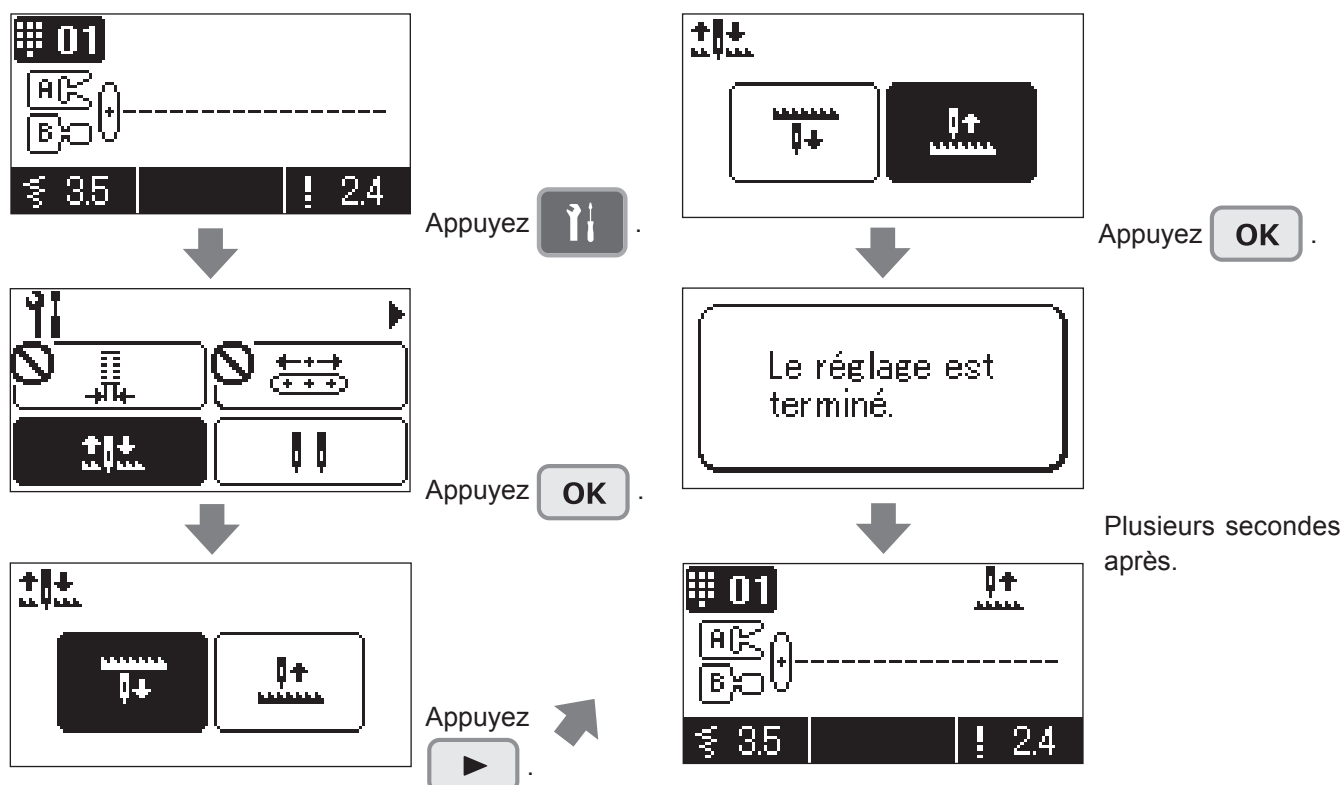 01
A
B
3.5 2.4
Appuyez .
Appuyez OK .
Appuyez
.
Appuyez OK .
Le réglage est
terminé.
Plusieurs secondes
après.
01
A
B
3.5 2.4